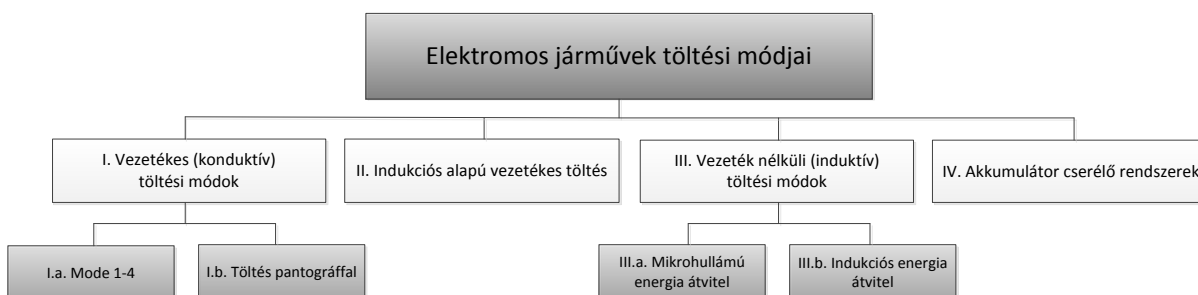 Elektromos járművek töltési módjai
I. Vezetékes (konduktív)
töltési módok
II. Indukciós alapú vezetékes töltés
III. Vezeték nélküli (induktív)
töltési módok
IV. Akkumulátor cserélő rendszerek
I.a. Mode 1-4
I.b. Töltés pantográffal
III.a. Mikrohullámú
energia átvitel
III.b. Indukciós energia
átvitel